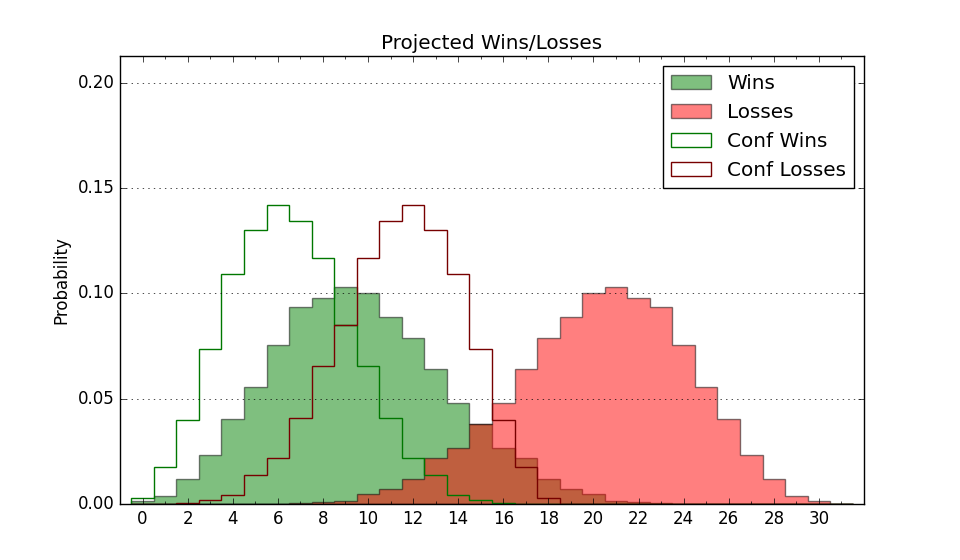 Projected Wins/Losses
Wins
Losses
Conf Wins
Conf Losses
Probability
0.20
0.15
0.10
0.05
0.00
0 2 4 6 8 10 12 14 16 18 20 22 24 26 28 30